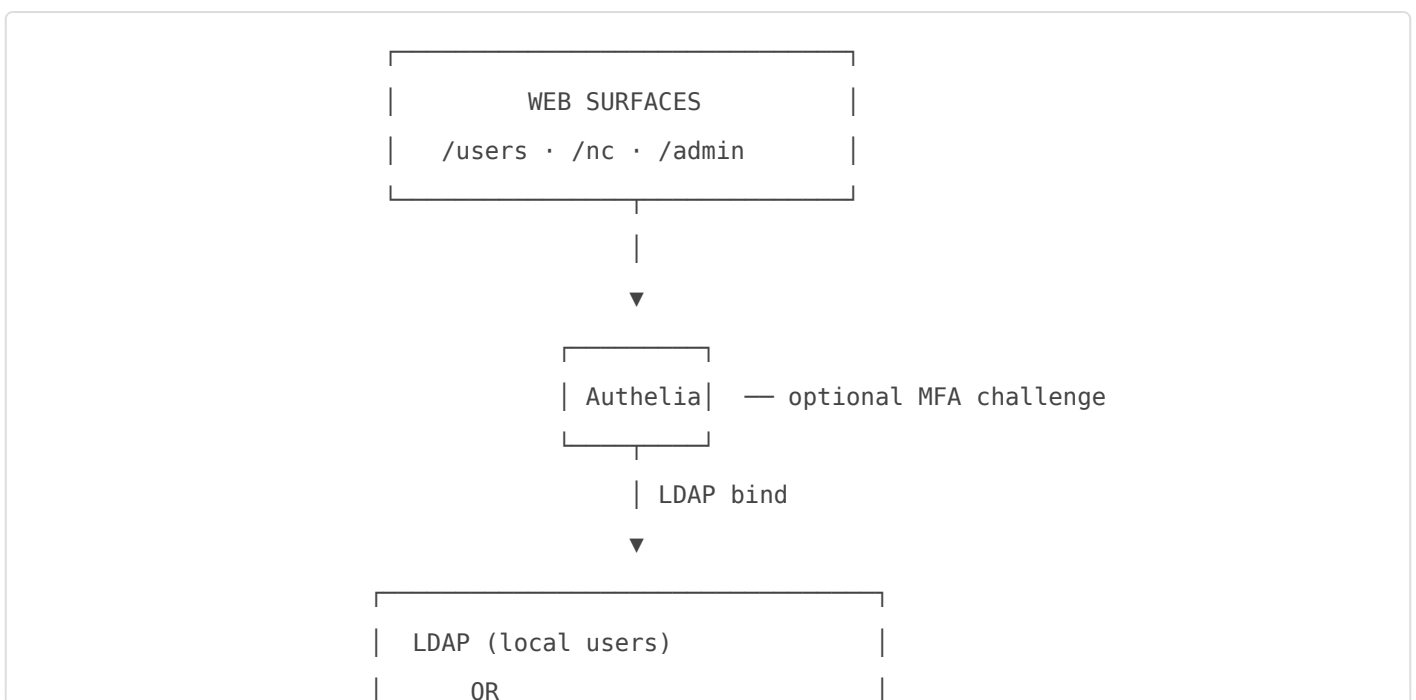 WEB SURFACES
/users · /nc · /admin
Authelia — optional MFA challenge
LDAP bind
LDAP (local users)
OR